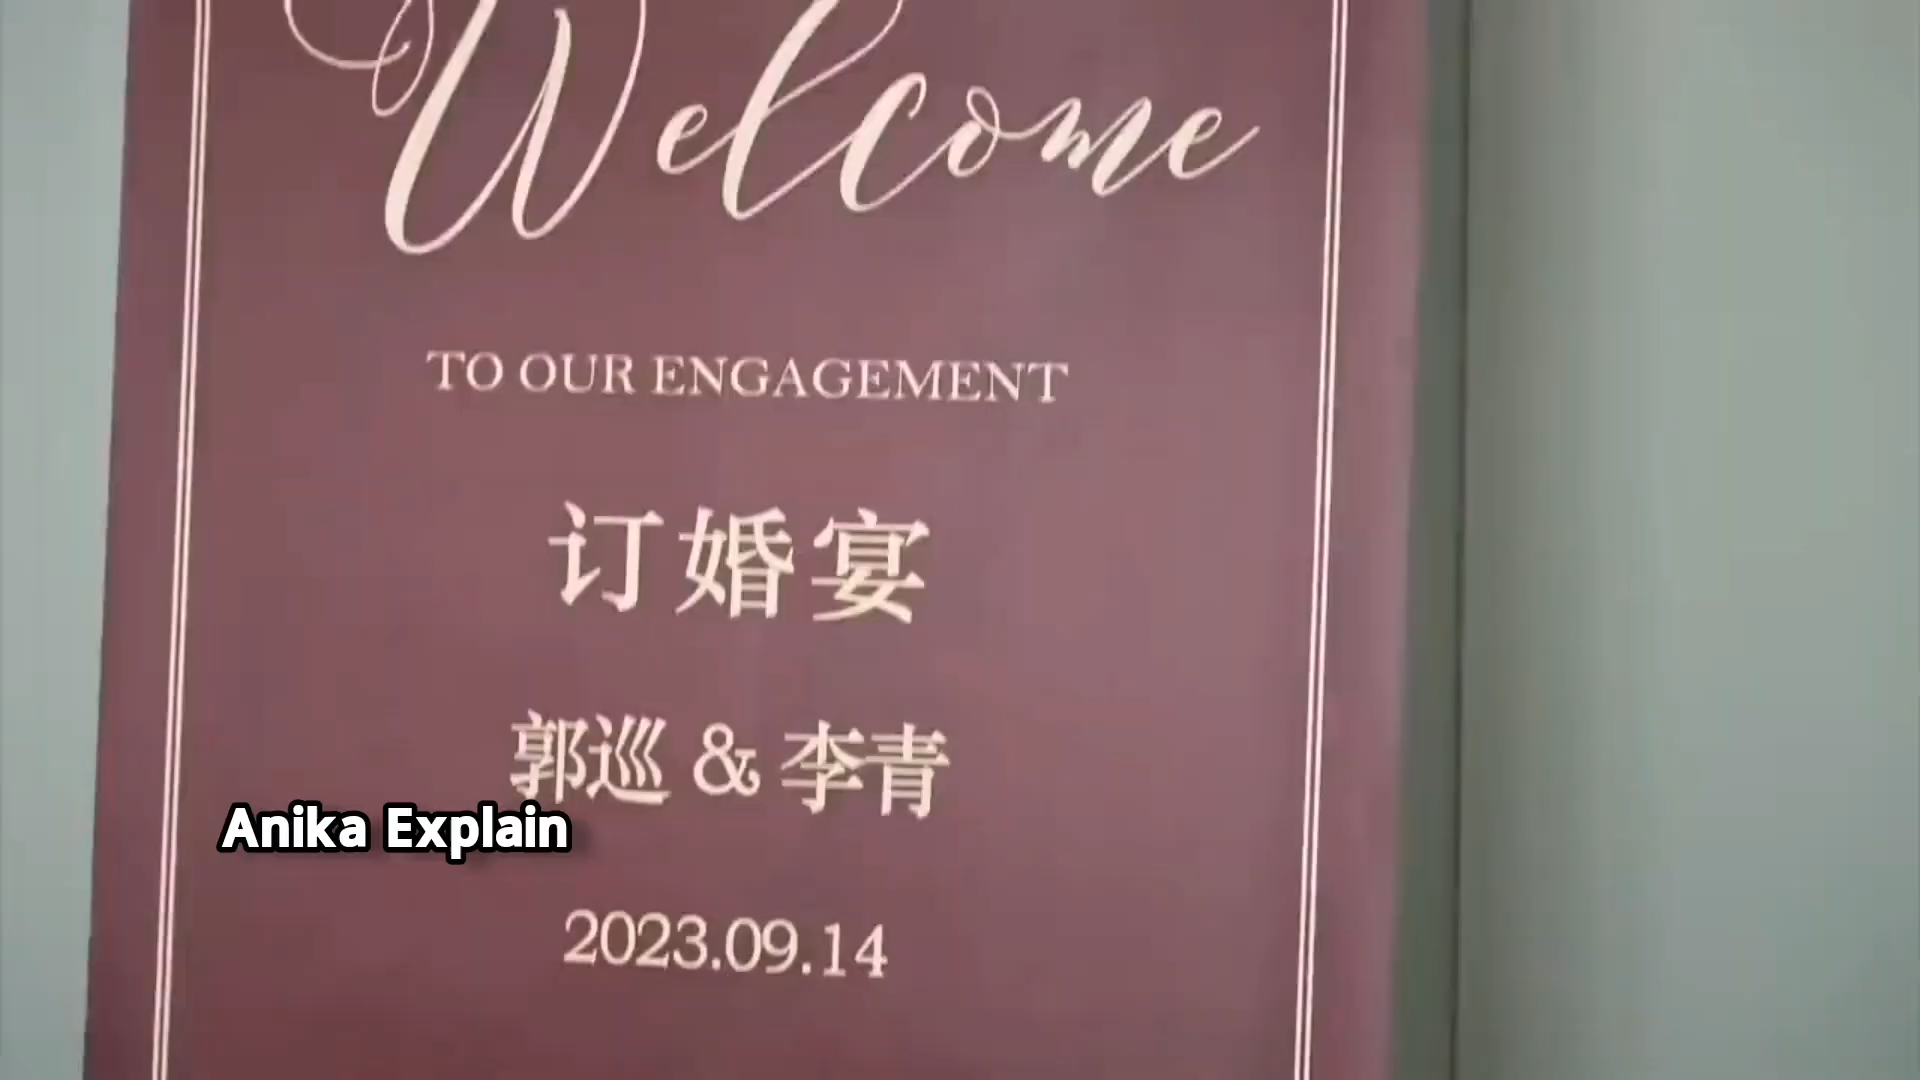 Welcome
TO OUR ENGAGEMENT
订婚宴
郭巡 & 李青
Anika Explain
2023.09.14